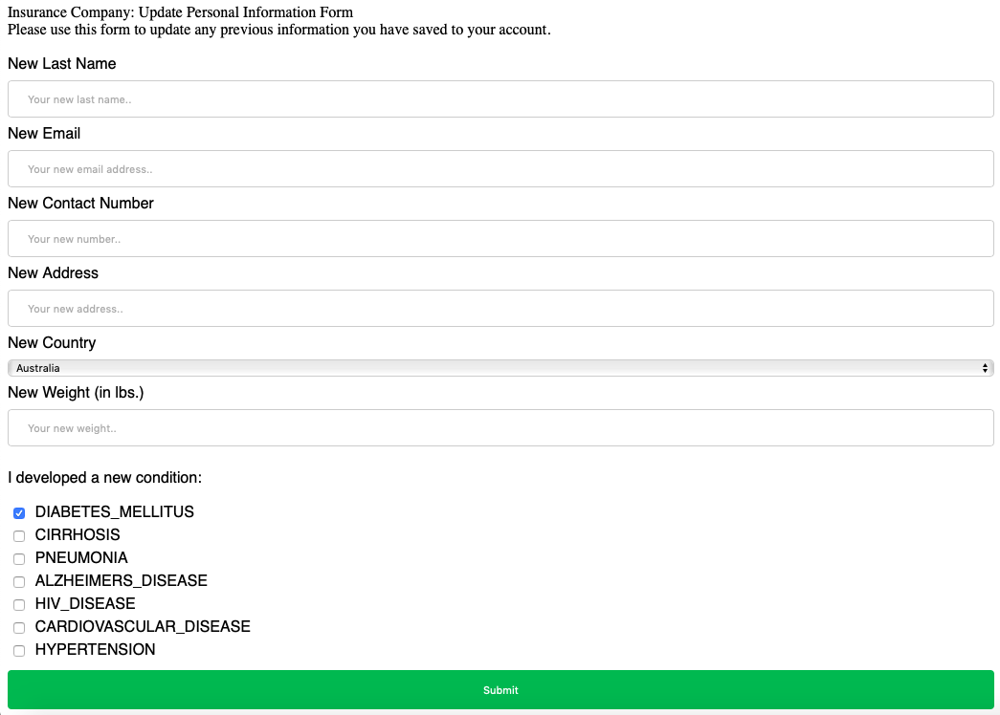 Insurance Company: Update Personal Information Form
Please use this form to update any previous information you have saved to your account.
New Last Name
Your new last name..
New Email
Your new email address..
New Contact Number
Your new number..
New Address
Your new address..
New Country
Australia
New Weight (in lbs.)
Your new weight..
I developed a new condition:
DIABETES_MELLITUS
CIRRHOSIS
PNEUMONIA
ALZHEIMERS_DISEASE
HIV_DISEASE
CARDIOVASCULAR_DISEASE
HYPERTENSION
Submit